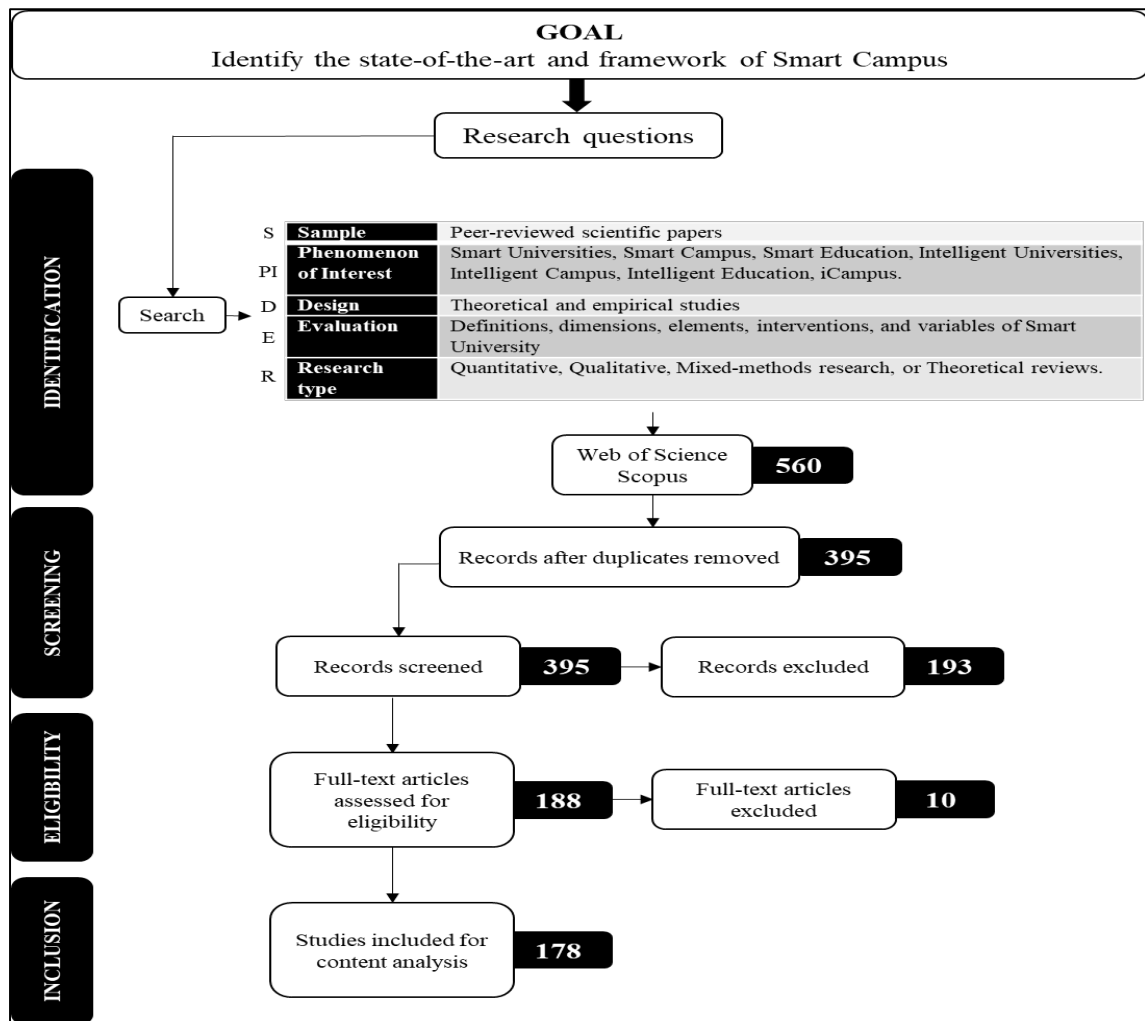 GOAL
Identify the state-of-the-art and framework of Smart Campus
Research questions
IDENTIFICATION
Search
S Sample Peer-reviewed scientific papers
PI Phenomenon of Interest Smart Universities, Smart Campus, Smart Education, Intelligent Universities,
Intelligent Campus, Intelligent Education, iCampus.
D Design Theoretical and empirical studies
E Evaluation Definitions, dimensions, elements, interventions, and variables of Smart
University
R Research type Quantitative, Qualitative, Mixed-methods research, or Theoretical reviews.
Web of Science
Scopus
560
SCREENING
Records after duplicates removed 395
Records screened 395
Records excluded 193
ELIGIBILITY
Full-text articles
assessed for
eligibility
188
Full-text articles
excluded
10
INCLUSION
Studies included for
content analysis
178